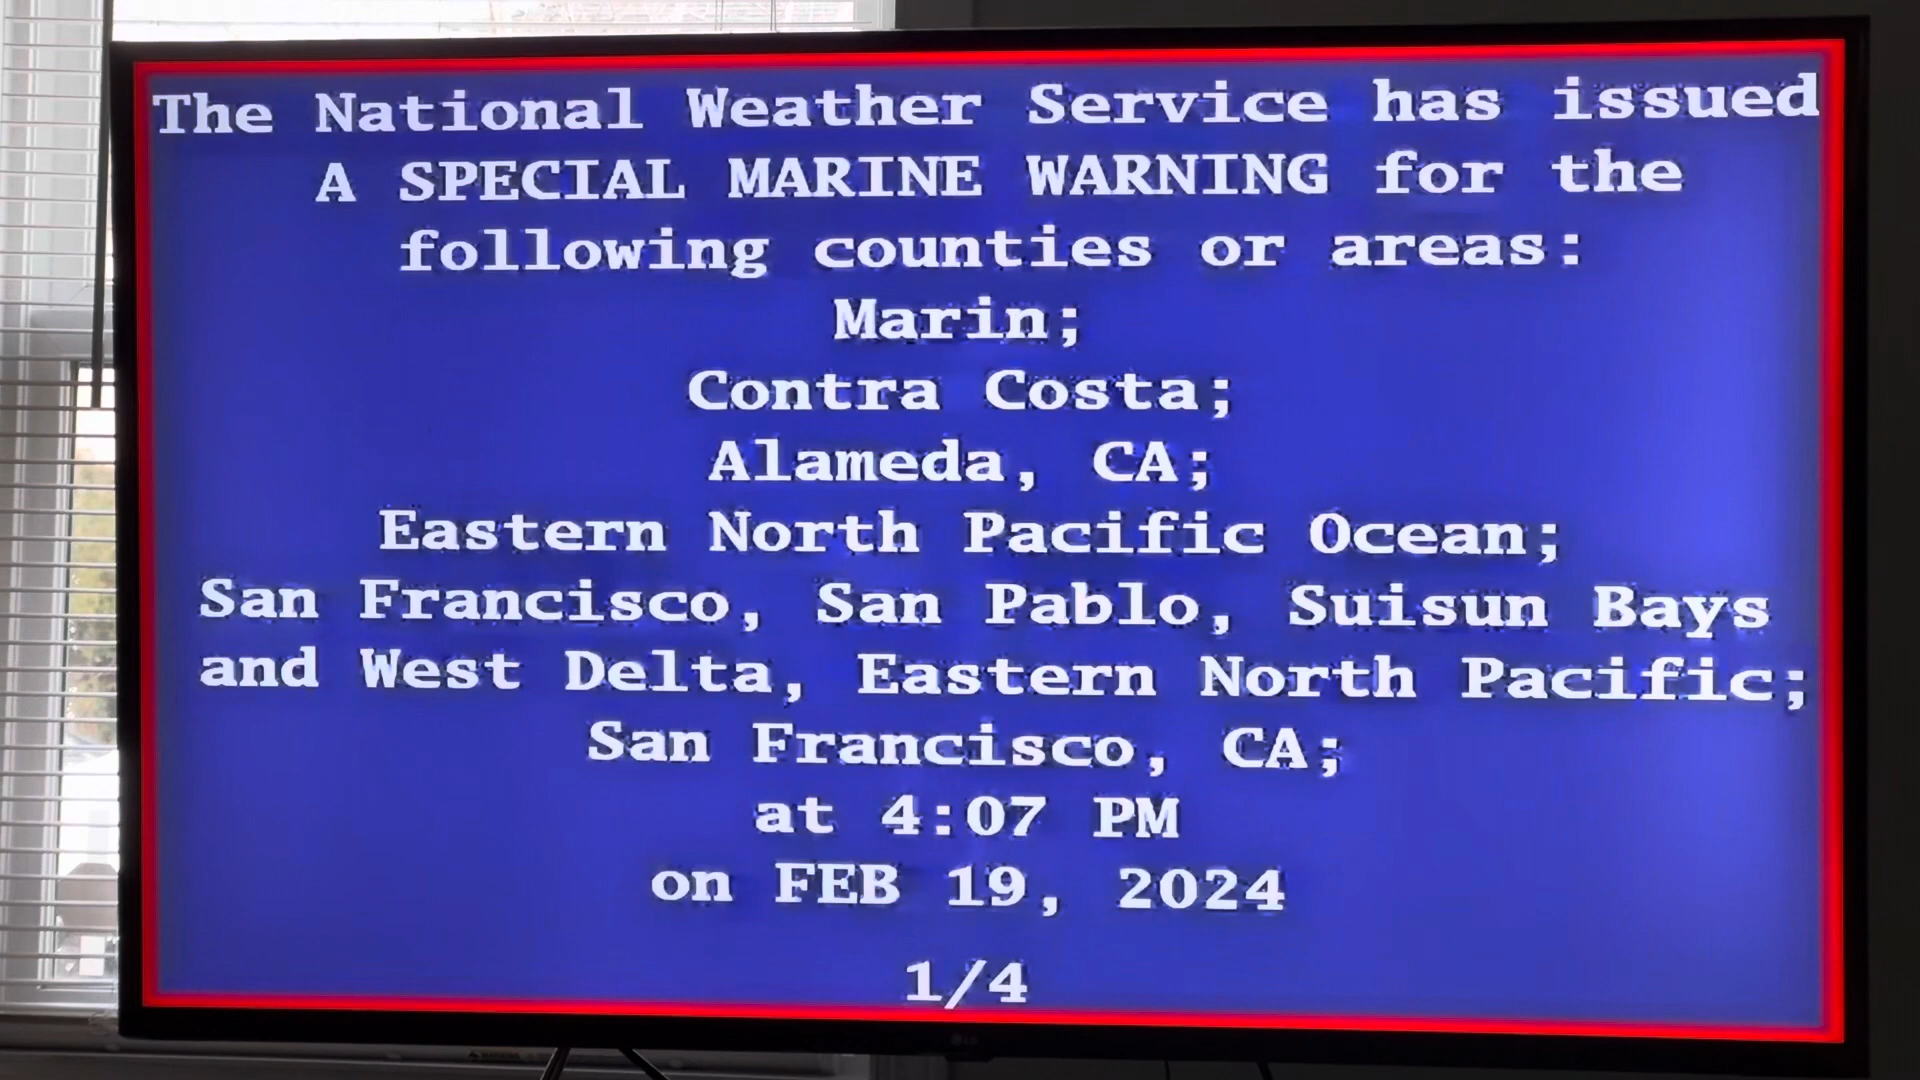 The National Weather Service has issued
A SPECIAL MARINE WARNING for the
following counties or areas:
Marin;
Contra Costa;
Alameda, CA;
Eastern North Pacific Ocean;
San Francisco, San Pablo, Suisun Bays
and West Delta, Eastern North Pacific;
San Francisco, CA;
at 4:07 PM
on FEB 19, 2024
1/4
LG